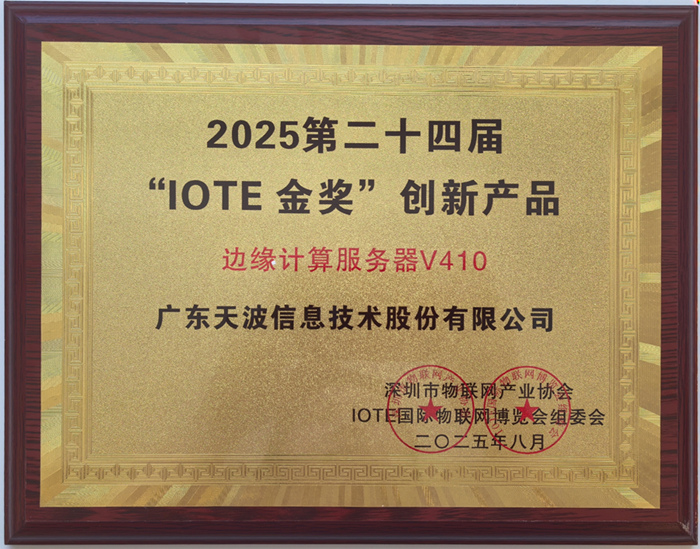 2025第二十四届
“IOTE 金奖”创新产品
边缘计算服务器V410
广东天波信息技术股份有限公司
深圳市物联网产业协会
IOTE国际物联网博览会组委会
二〇二五年八月